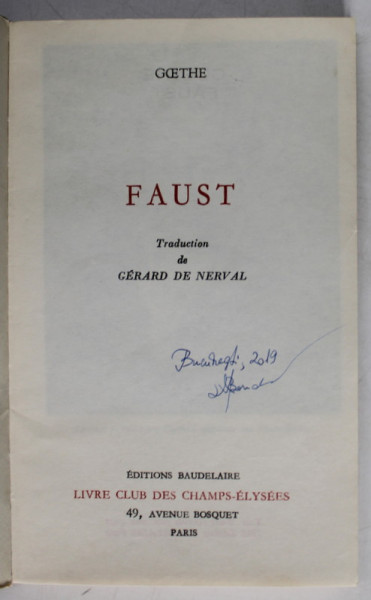 GŒTHE
FAUST
Traduction
de
GÉRARD DE NERVAL
București, 2019
ÉDITIONS BAUDELAIRE
LIVRE CLUB DES CHAMPS-ÉLYSÉES
49, AVENUE BOSQUET
PARIS